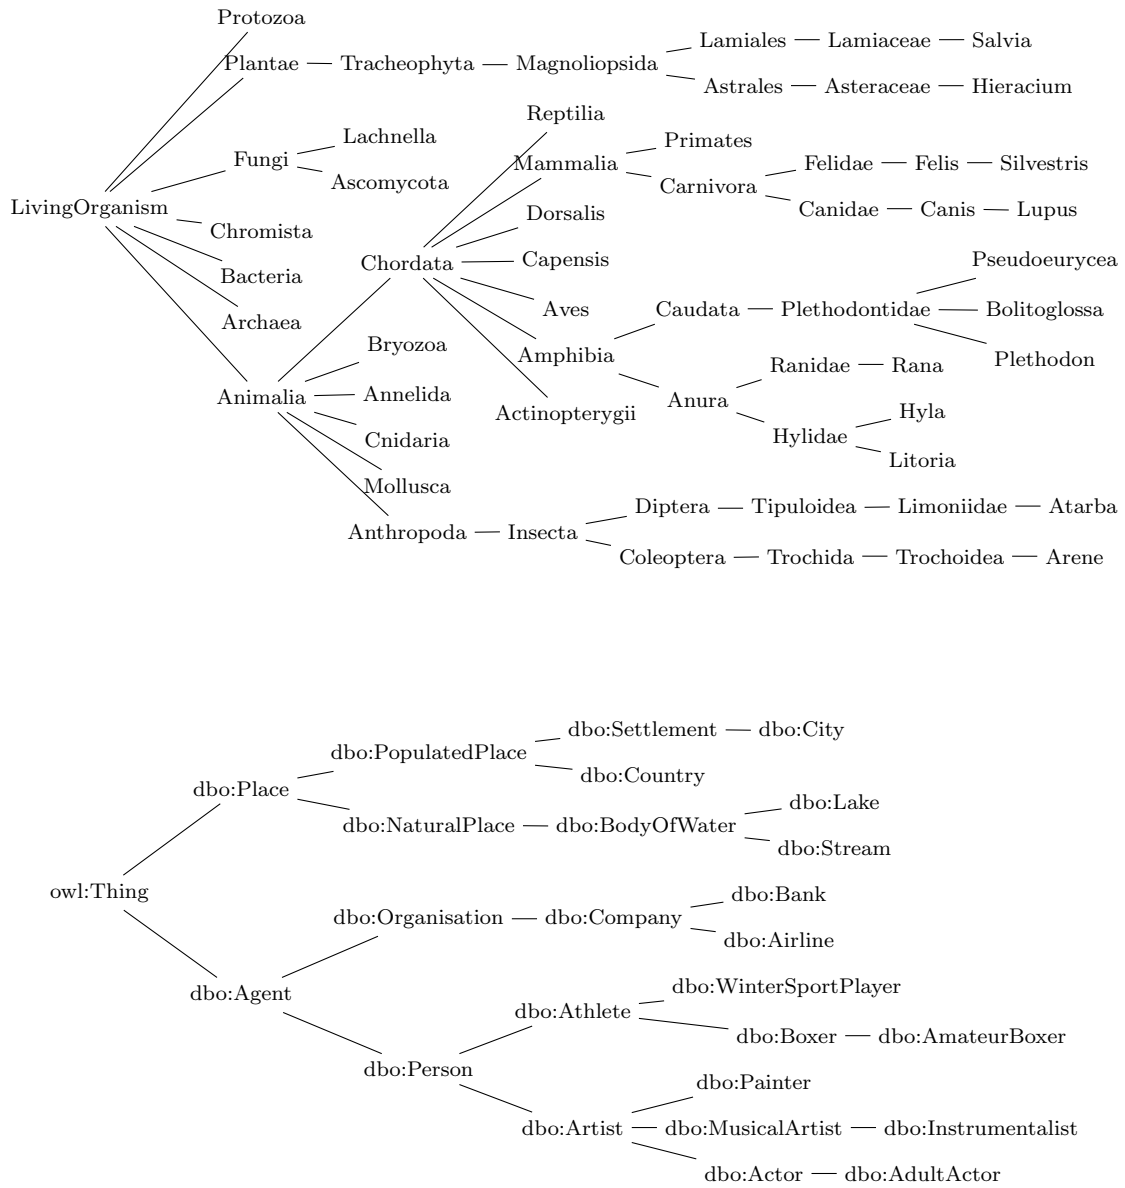 Protozoa
Lamiales Lamiaceae Salvia
Plantae Tracheophyta Magnoliopsida
Astrales Asteraceae Hieracium
Reptilia
Lachnella
Primates
Fungi Mammalia Felidae Felis Silvestris
Ascomycota Carnivora
LivingOrganism Canidae Canis Lupus
Dorsalis
Chromista
Chordata Capensis Pseudoeurycea
Bacteria
Aves Caudata Plethodontidae Bolitoglossa
Archaea
Bryozoa Amphibia Plethodon
Ranidae Rana
Animalia Annelida Anura
Actinopterygii Hyla
Cnidaria Hylidae
Litoria
Mollusca
Diptera Tipuloidea Limoniidae Atarba
Anthropoda Insecta
Coleoptera Trochida Trochoidea Arene
dbo:Settlement dbo:City
dbo:PopulatedPlace
dbo:Country
dbo:Place
dbo:Lake
dbo:NaturalPlace dbo:BodyOfWater
dbo:Stream
owl:Thing
dbo:Bank
dbo:Organisation dbo:Company
dbo:Airline
dbo:Agent
dbo:WinterSportPlayer
dbo:Athlete
dbo:Boxer dbo:AmateurBoxer
dbo:Person
dbo:Painter
dbo:Artist dbo:MusicalArtist dbo:Instrumentalist
dbo:Actor dbo:AdultActor